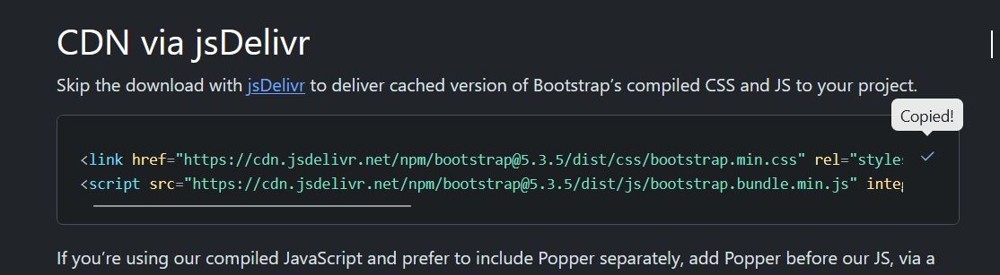 CDN via jsDelivr
Skip the download with jsDelivr to deliver cached version of Bootstrap’s compiled CSS and JS to your project.
Copied!
<link href="https://cdn.jsdelivr.net/npm/bootstrap@5.3.5/dist/css/bootstrap.min.css" rel="styles
<script src="https://cdn.jsdelivr.net/npm/bootstrap@5.3.5/dist/js/bootstrap.bundle.min.js" integ
If you’re using our compiled JavaScript and prefer to include Popper separately, add Popper before our JS, via a